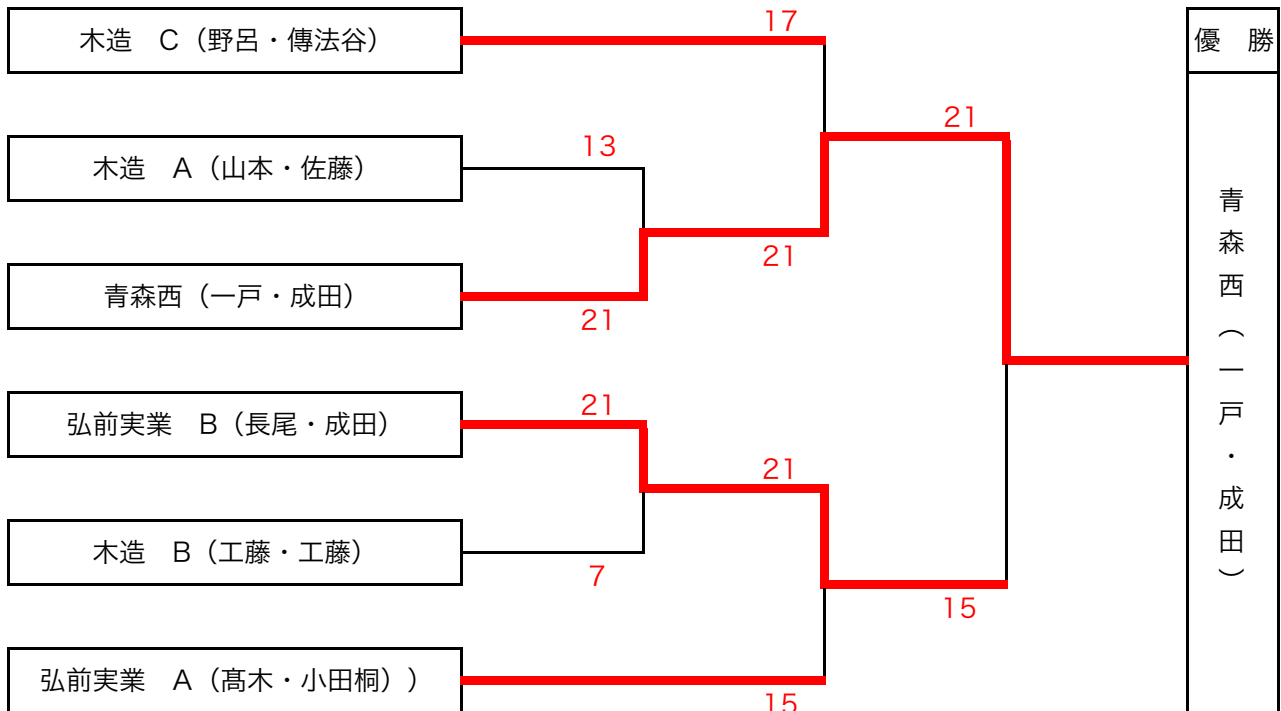 木造　C（野呂・傳法谷）
17
優　勝
木造　A（山本・佐藤）
13
21
21
青森西（一戸・成田）
21
弘前実業　B（長尾・成田）
21
21
木造　B（工藤・工藤）
7
15
弘前実業　A（髙木・小田桐））
15
青森西（一戸・成田）